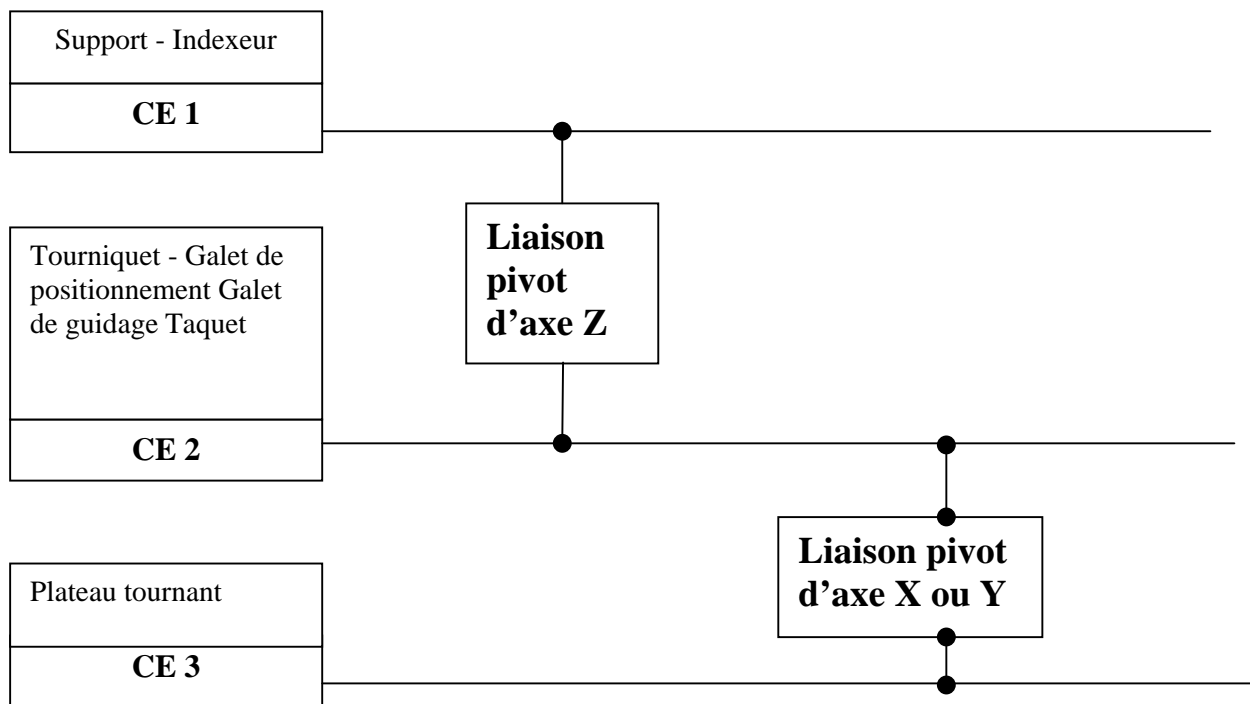 Support - Indexeur
CE 1
Liaison
pivot
d'axe Z
Tourniquet - Galet de
positionnement Galet
de guidage Taquet
CE 2
Liaison pivot
d'axe X ou Y
Plateau tournant
CE 3